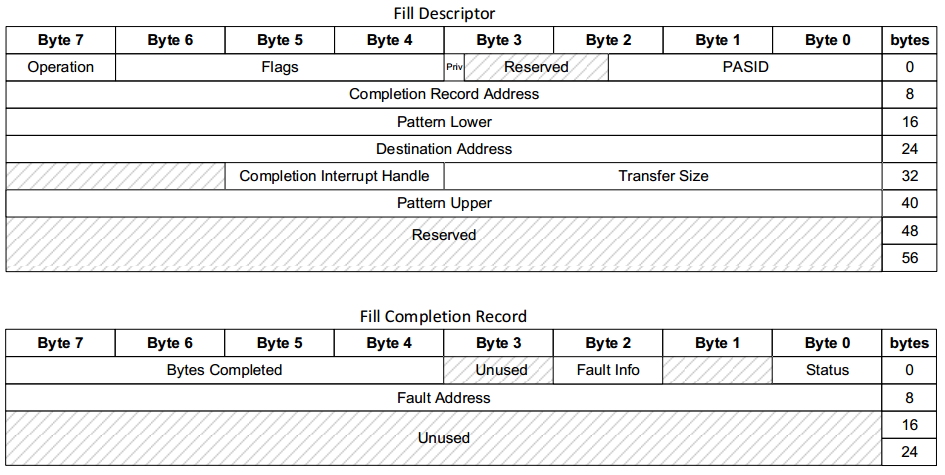 Fill Descriptor
Byte 7 Byte 6 Byte 5 Byte 4 Byte 3 Byte 2 Byte 1 Byte 0 bytes
Operation Flags Priv Reserved PASID 0
Completion Record Address 8
Pattern Lower 16
Destination Address 24
Completion Interrupt Handle Transfer Size 32
Pattern Upper 40
Reserved 48
56
Fill Completion Record
Byte 7 Byte 6 Byte 5 Byte 4 Byte 3 Byte 2 Byte 1 Byte 0 bytes
Bytes Completed Unused Fault Info Status 0
Fault Address 8
Unused 16
24